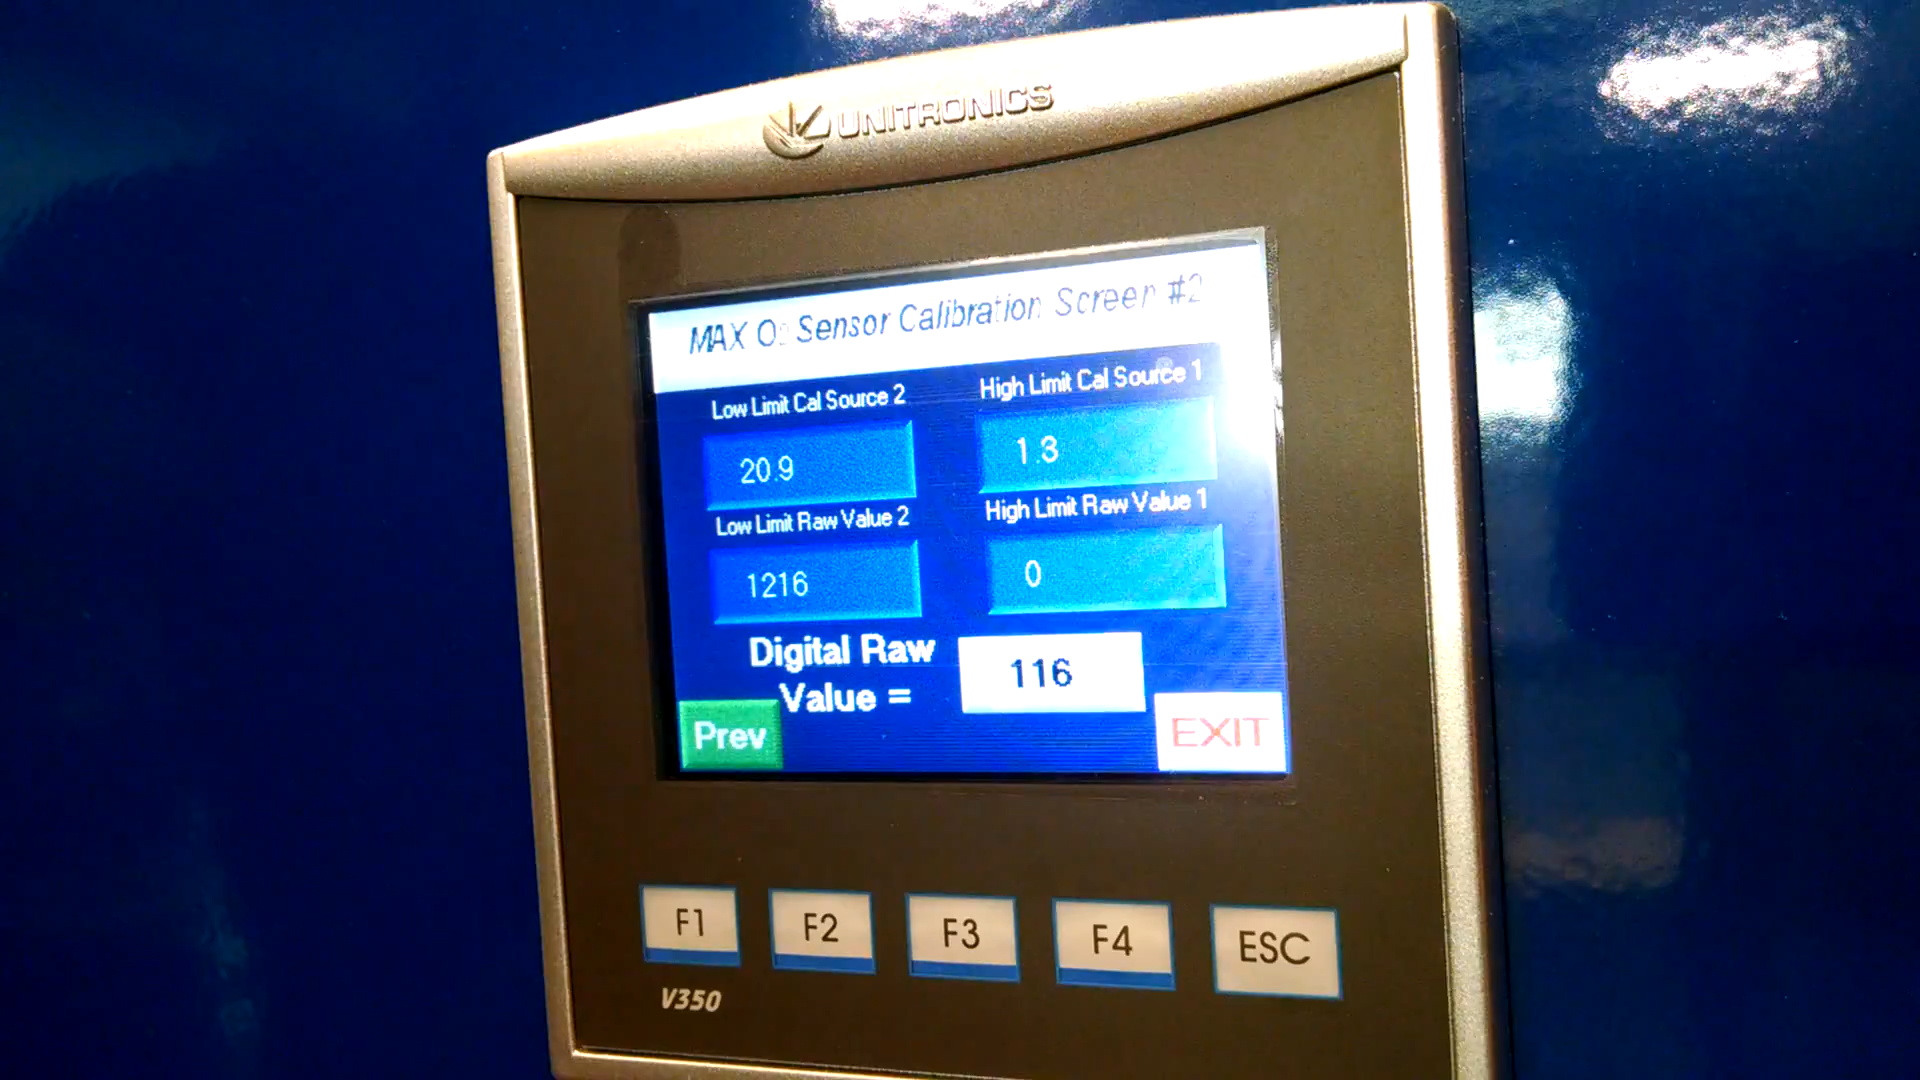 UNITRONICS
MAX O2 Sensor Calibration Screen #2
Low Limit Cal Source 2
High Limit Cal Source 1
20.9
1.3
Low Limit Raw Value 2
High Limit Raw Value 1
1216
0
Digital Raw
Value =
116
Prev
EXIT
F1
F2
F3
F4
ESC
V350